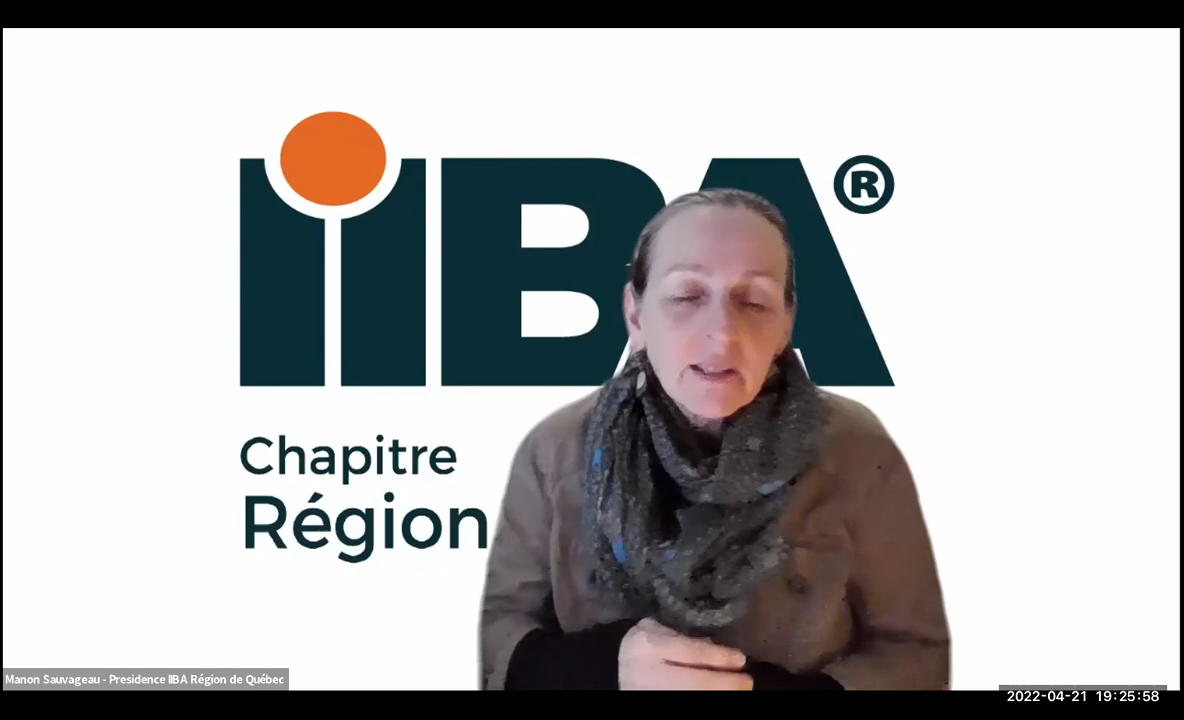 IIBA®
Chapitre
Région
Manon Sauvageau - Presidence IIBA Région de Québec
2022-04-21 19:25:58